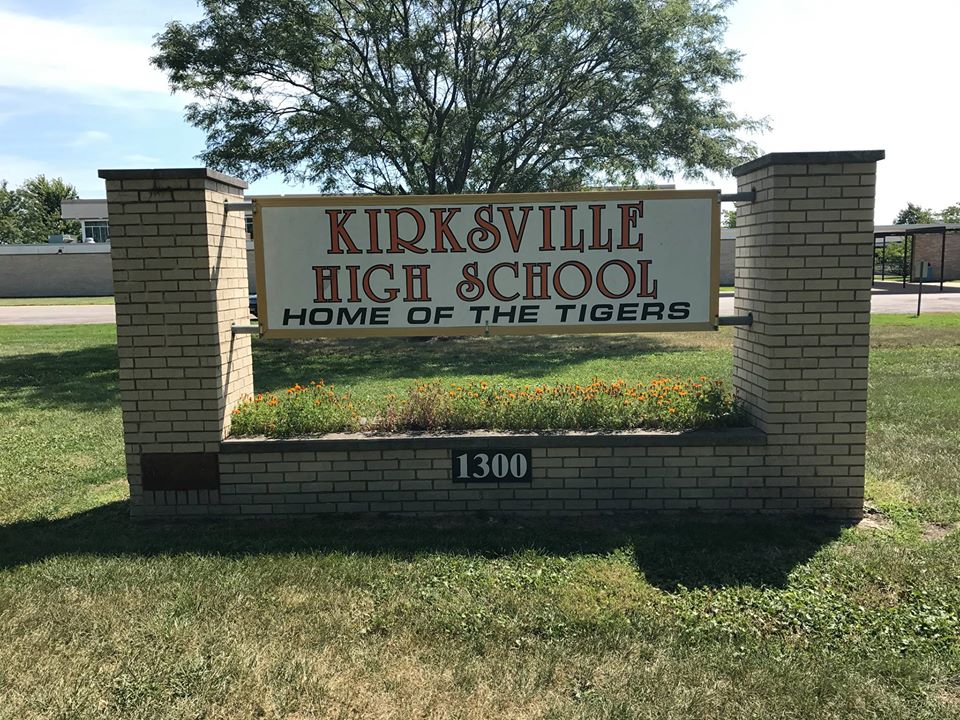 KIRKSVILLE
HIGH SCHOOL
HOME OF THE TIGERS
1300